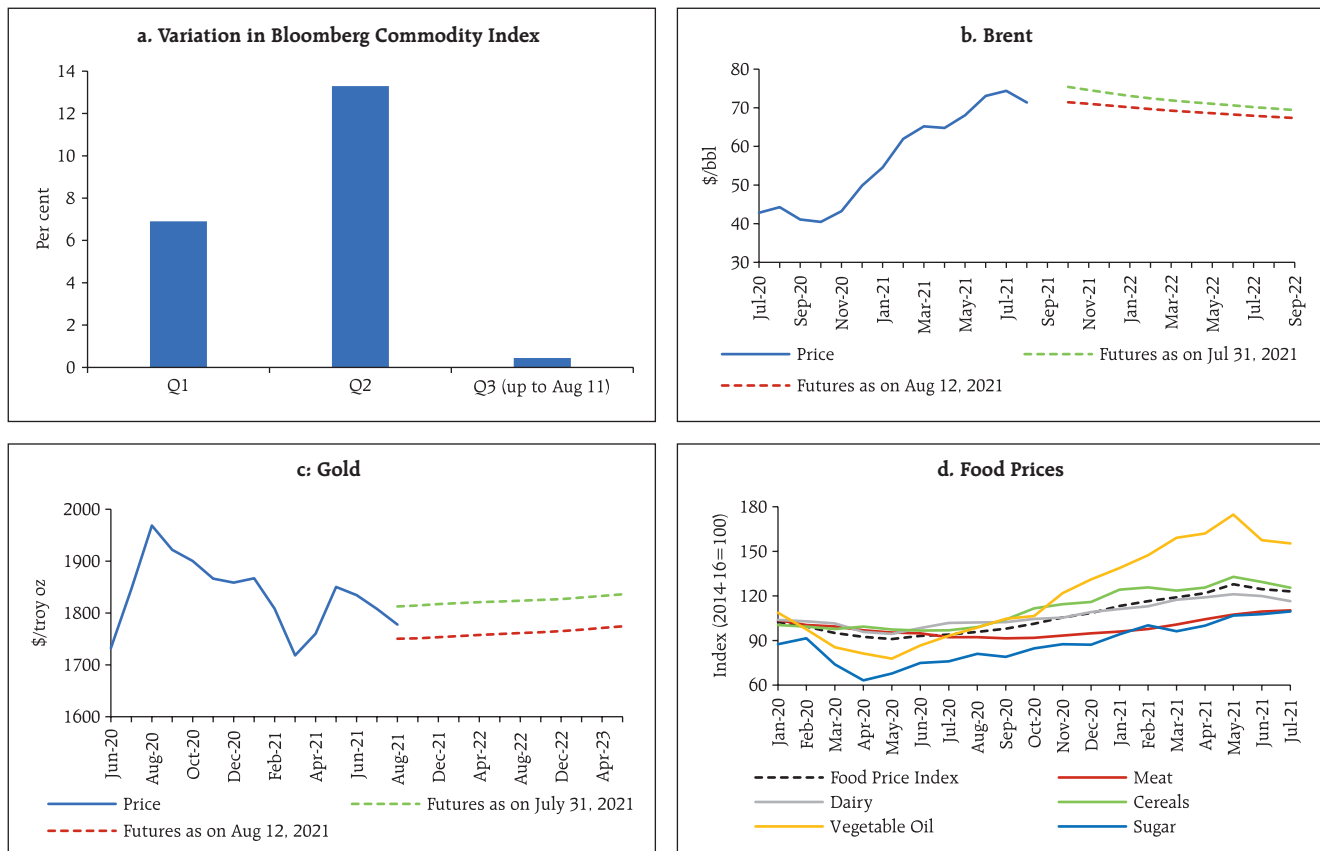 a. Variation in Bloomberg Commodity Index
Per cent
14
12
10
8
6
4
2
0
Q1
Q2
Q3 (up to Aug 11)
b. Brent
$/bbl
80
70
60
50
40
30
Jul-20
Sep-20
Nov-20
Jan-21
Mar-21
May-21
Jul-21
Sep-21
Nov-21
Jan-22
Mar-22
May-22
Jul-22
Sep-22
Price
Futures as on Jul 31, 2021
Futures as on Aug 12, 2021
c: Gold
$/troy oz
2000
1900
1800
1700
1600
Jun-20
Aug-20
Oct-20
Dec-20
Feb-21
Apr-21
Jun-21
Aug-21
Dec-21
Apr-22
Aug-22
Dec-22
Apr-23
Price
Futures as on July 31, 2021
Futures as on Aug 12, 2021
d. Food Prices
Index (2014-16=100)
180
150
120
90
60
Jan-20
Feb-20
Mar-20
Apr-20
May-20
Jun-20
Jul-20
Aug-20
Sep-20
Oct-20
Nov-20
Dec-20
Jan-21
Feb-21
Mar-21
Apr-21
May-21
Jun-21
Jul-21
Food Price Index
Meat
Dairy
Cereals
Vegetable Oil
Sugar